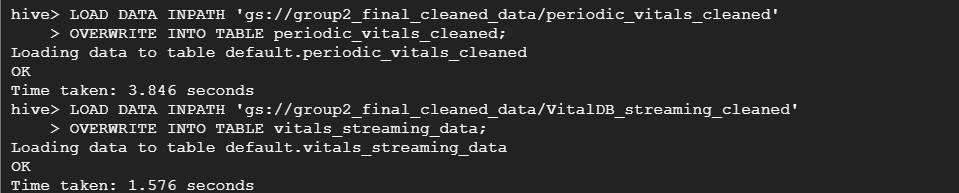 hive> LOAD DATA INPATH 'gs://group2_final_cleaned_data/periodic_vitals_cleaned'
    > OVERWRITE INTO TABLE periodic_vitals_cleaned;
Loading data to table default.periodic_vitals_cleaned
OK
Time taken: 3.846 seconds
hive> LOAD DATA INPATH 'gs://group2_final_cleaned_data/VitalDB_streaming_cleaned'
    > OVERWRITE INTO TABLE vitals_streaming_data;
Loading data to table default.vitals_streaming_data
OK
Time taken: 1.576 seconds